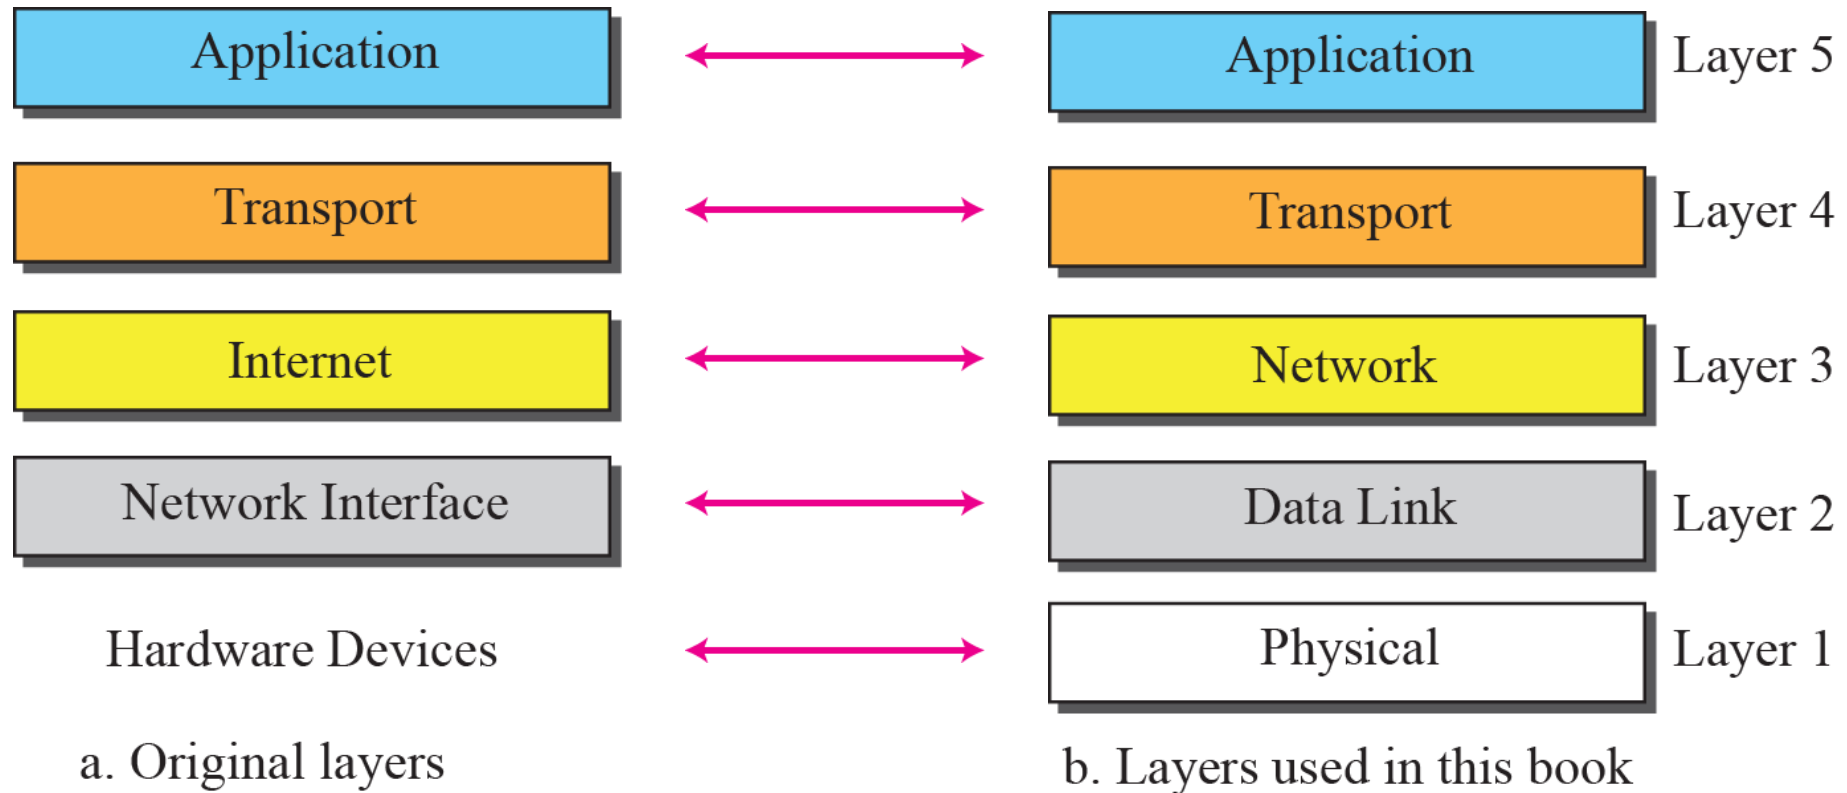 Application
Application
Layer 5
Transport
Transport
Layer 4
Internet
Network
Layer 3
Network Interface
Data Link
Layer 2
Hardware Devices
Physical
Layer 1
a. Original layers
b. Layers used in this book